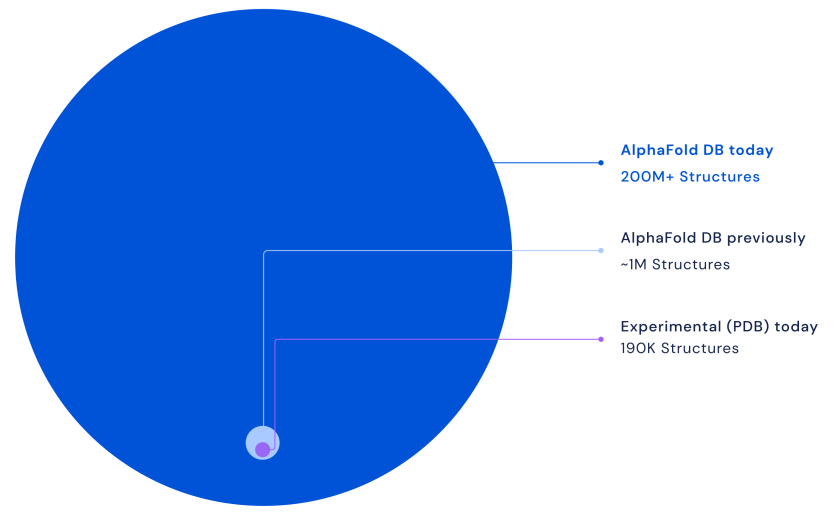 AlphaFold DB today
200M+ Structures
AlphaFold DB previously
~1M Structures
Experimental (PDB) today
190K Structures